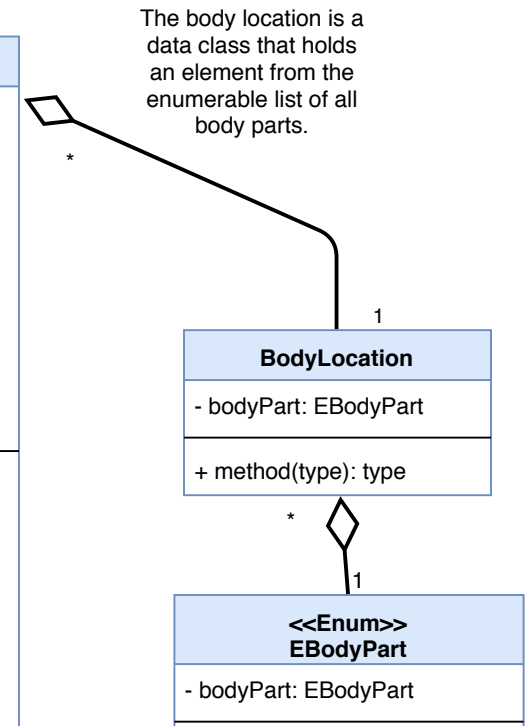 The body location is a
data class that holds
an element from the
enumerable list of all
body parts.
*
1
BodyLocation
- bodyPart: EBodyPart
+ method(type): type
*
1
<<Enum>>
EBodyPart
- bodyPart: EBodyPart